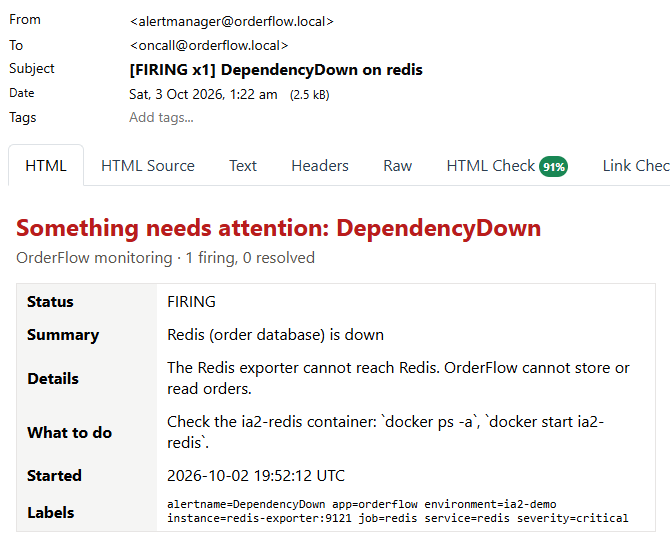 From <alertmanager@orderflow.local>
To <oncall@orderflow.local>
Subject [FIRING x1] DependencyDown on redis
Date Sat, 3 Oct 2026, 1:22 am (2.5 kB)
Tags Add tags...
HTML HTML Source Text Headers Raw HTML Check 91% Link Chec
Something needs attention: DependencyDown
OrderFlow monitoring · 1 firing, 0 resolved
Status FIRING
Summary Redis (order database) is down
Details The Redis exporter cannot reach Redis. OrderFlow cannot store or
read orders.
What to do Check the ia2-redis container: `docker ps -a`, `docker start ia2-
redis`.
Started 2026-10-02 19:52:12 UTC
Labels alertname=DependencyDown app=orderflow environment=ia2-demo
instance=redis-exporter:9121 job=redis service=redis severity=critical